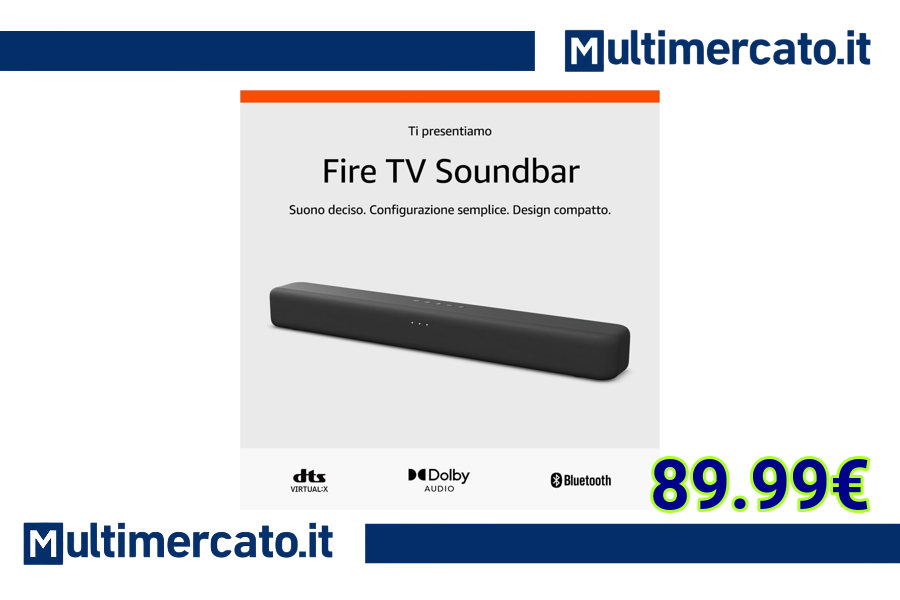 Multimercato.it
Ti presentiamo
Fire TV Soundbar
Suono deciso. Configurazione semplice. Design compatto.
dts
VIRTUAL:X
Dolby
AUDIO
Bluetooth
89.99€
Multimercato.it